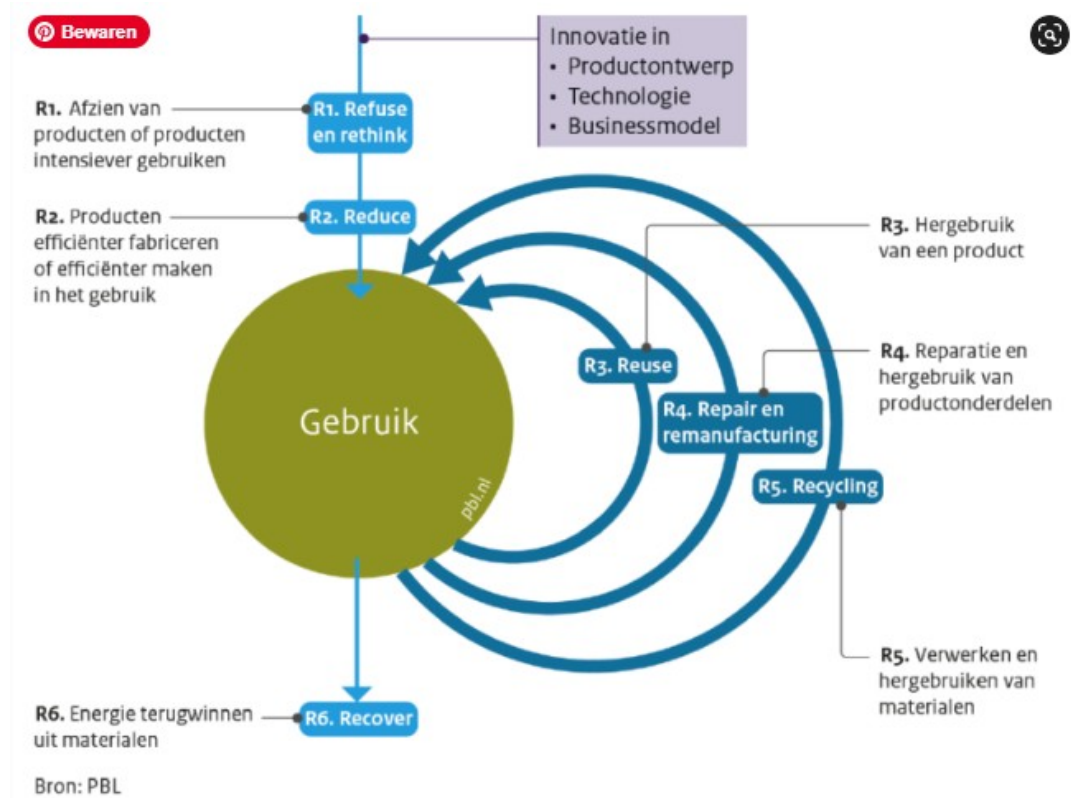 Bewaren
Innovatie in
• Productontwerp
• Technologie
• Businessmodel
R1. Afzien van
producten of producten
intensiever gebruiken
R1. Refuse
en rethink
R2. Producten
efficiënter fabriceren
of efficiënter maken
in het gebruik
R2. Reduce
R3. Hergebruik
van een product
R3. Reuse
R4. Reparatie en
hergebruik van
productonderdelen
R4. Repair en
remanufacturing
Gebruik
pbl.nl
R5. Recycling
R5. Verwerken en
hergebruiken van
materialen
R6. Energie terugwinnen
uit materialen
R6. Recover
Bron: PBL